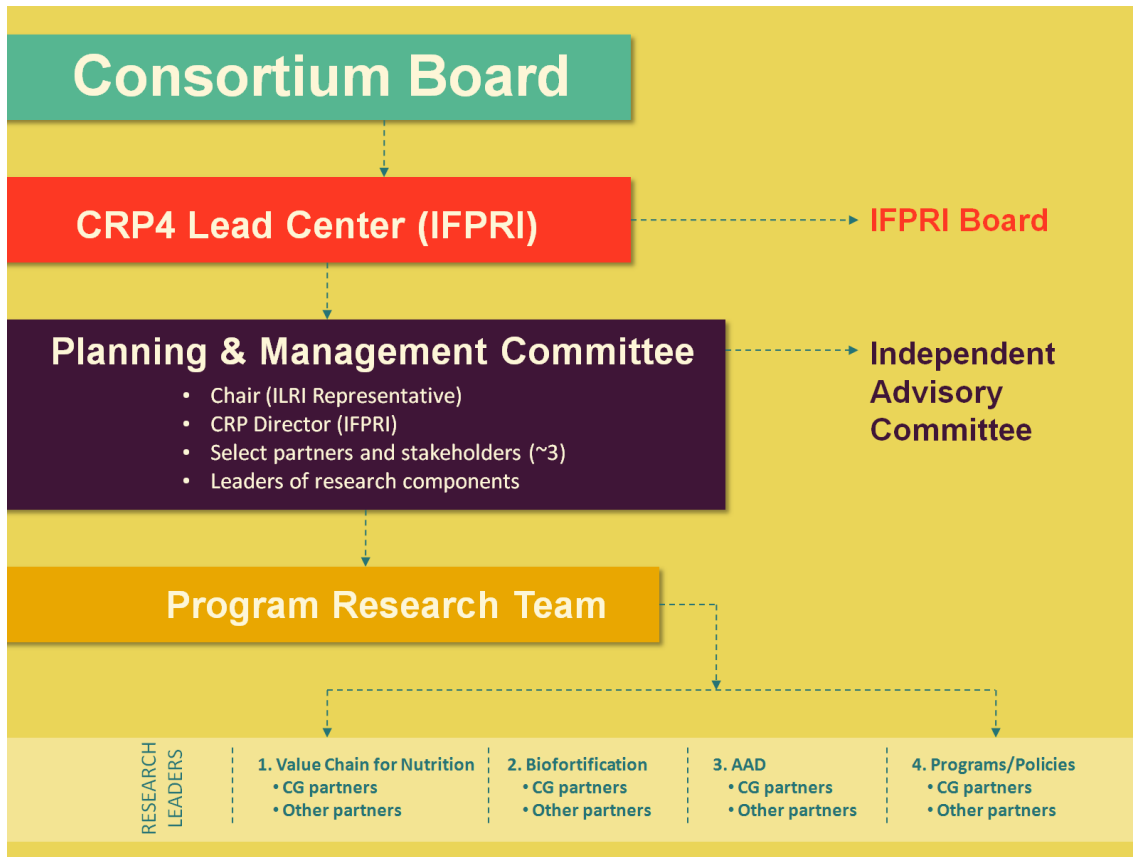 Consortium Board
CRP4 Lead Center (IFPRI)
IFPRI Board
Planning & Management Committee
• Chair (ILRI Representative)
• CRP Director (IFPRI)
• Select partners and stakeholders (~3)
• Leaders of research components
Independent
Advisory
Committee
Program Research Team
RESEARCH
LEADERS
1. Value Chain for Nutrition
• CG partners
• Other partners
2. Biofortification
• CG partners
• Other partners
3. AAD
• CG partners
• Other partners
4. Programs/Policies
• CG partners
• Other partners